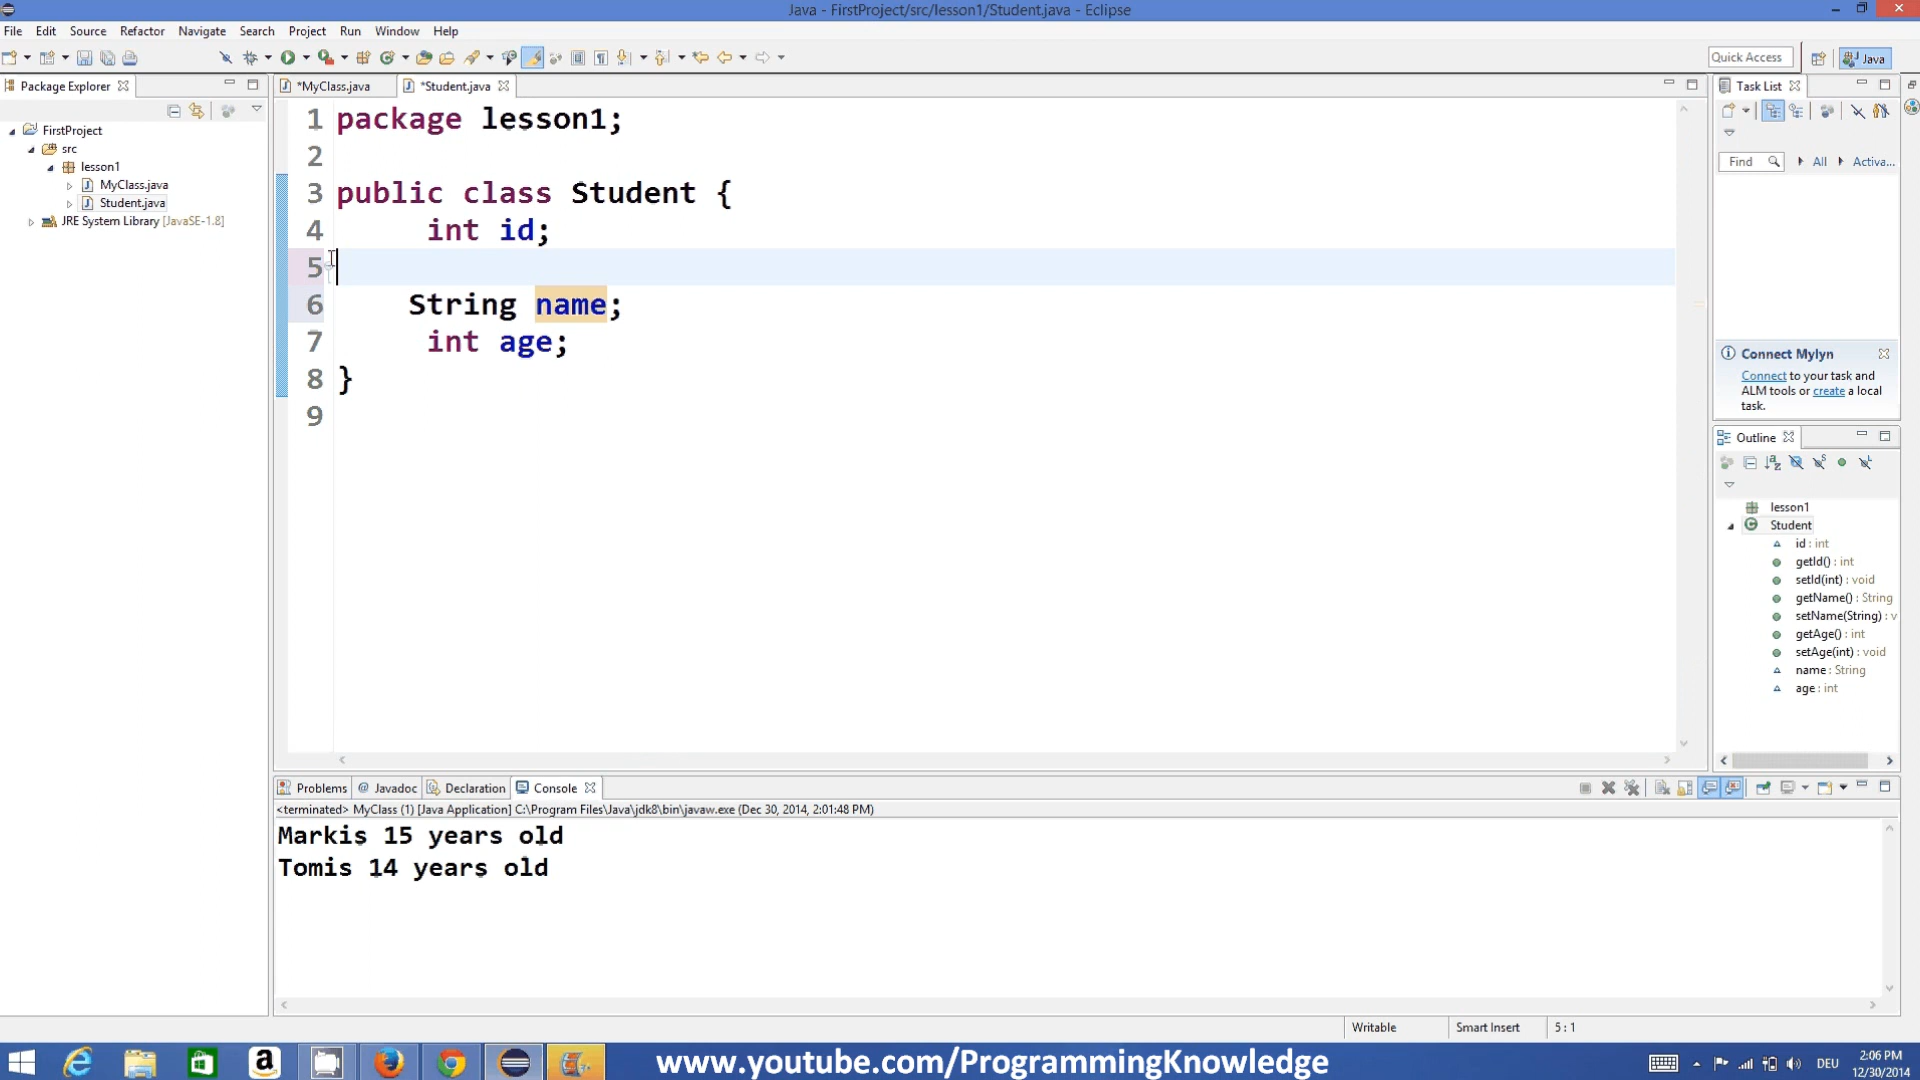 Java - FirstProject/src/lesson1/Student.java - Eclipse
File Edit Source Refactor Navigate Search Project Run Window Help
Quick Access
Java
Package Explorer
*MyClass.java
*Student.java
Task List
FirstProject
src
lesson1
MyClass.java
Student.java
JRE System Library [JavaSE-1.8]
1 package lesson1;
2
3 public class Student {
4 int id;
5
6 String name;
7 int age;
8 }
9
Find
All
Activa...
Connect Mylyn
Connect to your task and
ALM tools or create a local
task.
Outline
lesson1
Student
id : int
getId() : int
setId(int) : void
getName() : String
setName(String) : v
getAge() : int
setAge(int) : void
name : String
age : int
Problems
@ Javadoc
Declaration
Console
<terminated> MyClass (1) [Java Application] C:\Program Files\Java\jdk8\bin\javaw.exe (Dec 30, 2014, 2:01:48 PM)
Markis 15 years old
Tomis 14 years old
Writable
Smart Insert
5 : 1
www.youtube.com/ProgrammingKnowledge
DEU
2:06 PM
12/30/2014